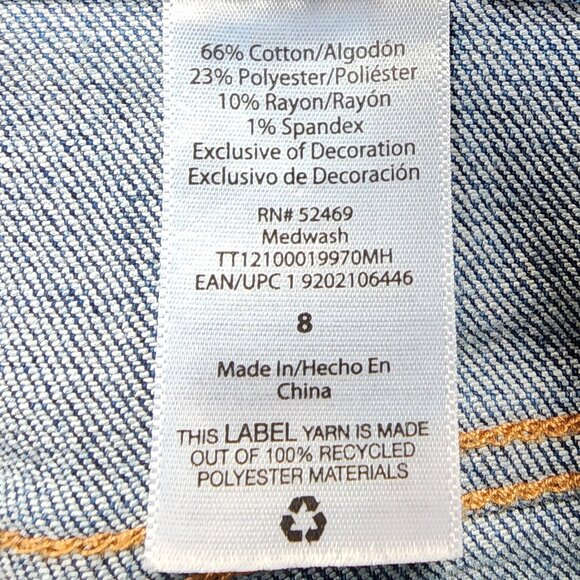 66% Cotton/Algodón
23% Polyester/Poliéster
10% Rayon/Rayón
1% Spandex
Exclusive of Decoration
Exclusivo de Decoración
RN# 52469
Medwash
TT12100019970MH
EAN/UPC 1 9202106446
8
Made In/Hecho En
China
THIS LABEL YARN IS MADE
OUT OF 100% RECYCLED
POLYESTER MATERIALS